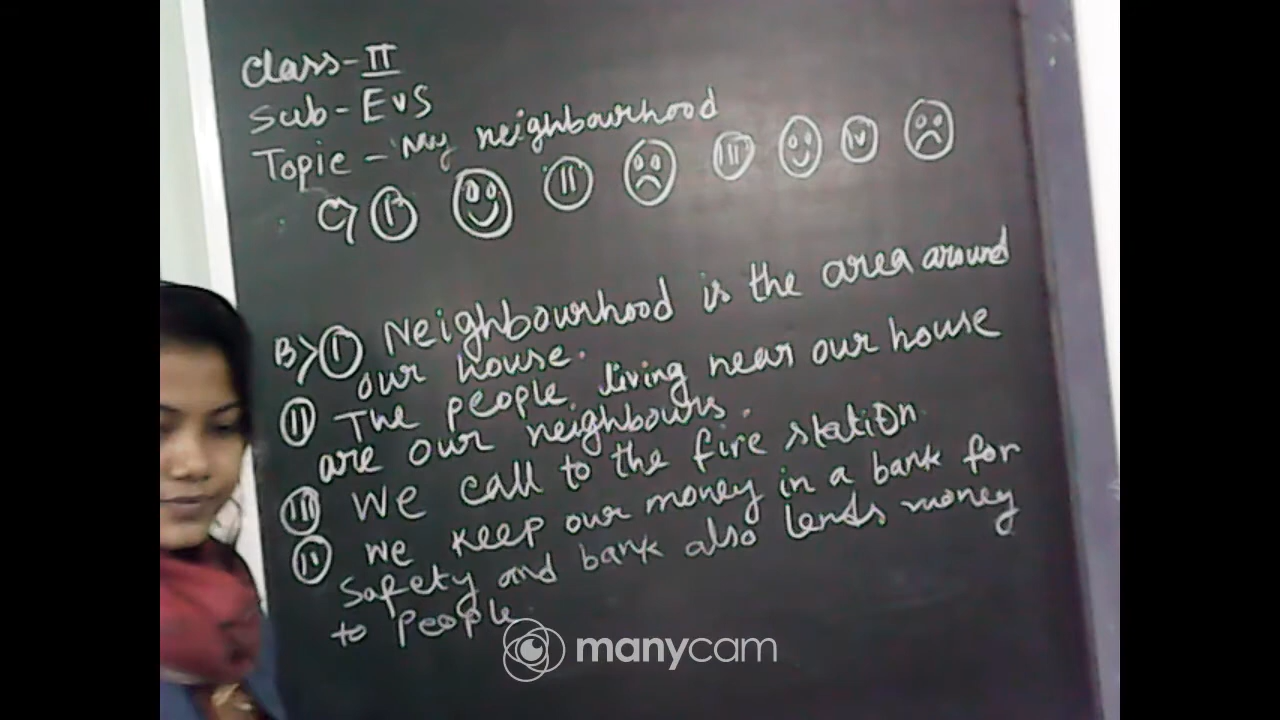 Class-II
Sub-EVS
Topic - My neighbourhood
(i) (ii) (iii) (iv)
B> (i) Neighbourhood is the area around
our house.
(ii) The people living near our house
are our neighbours.
(iii) We call to the fire station.
(iv) We keep our money in a bank for
safety and bank also lends money
to people.
manycam